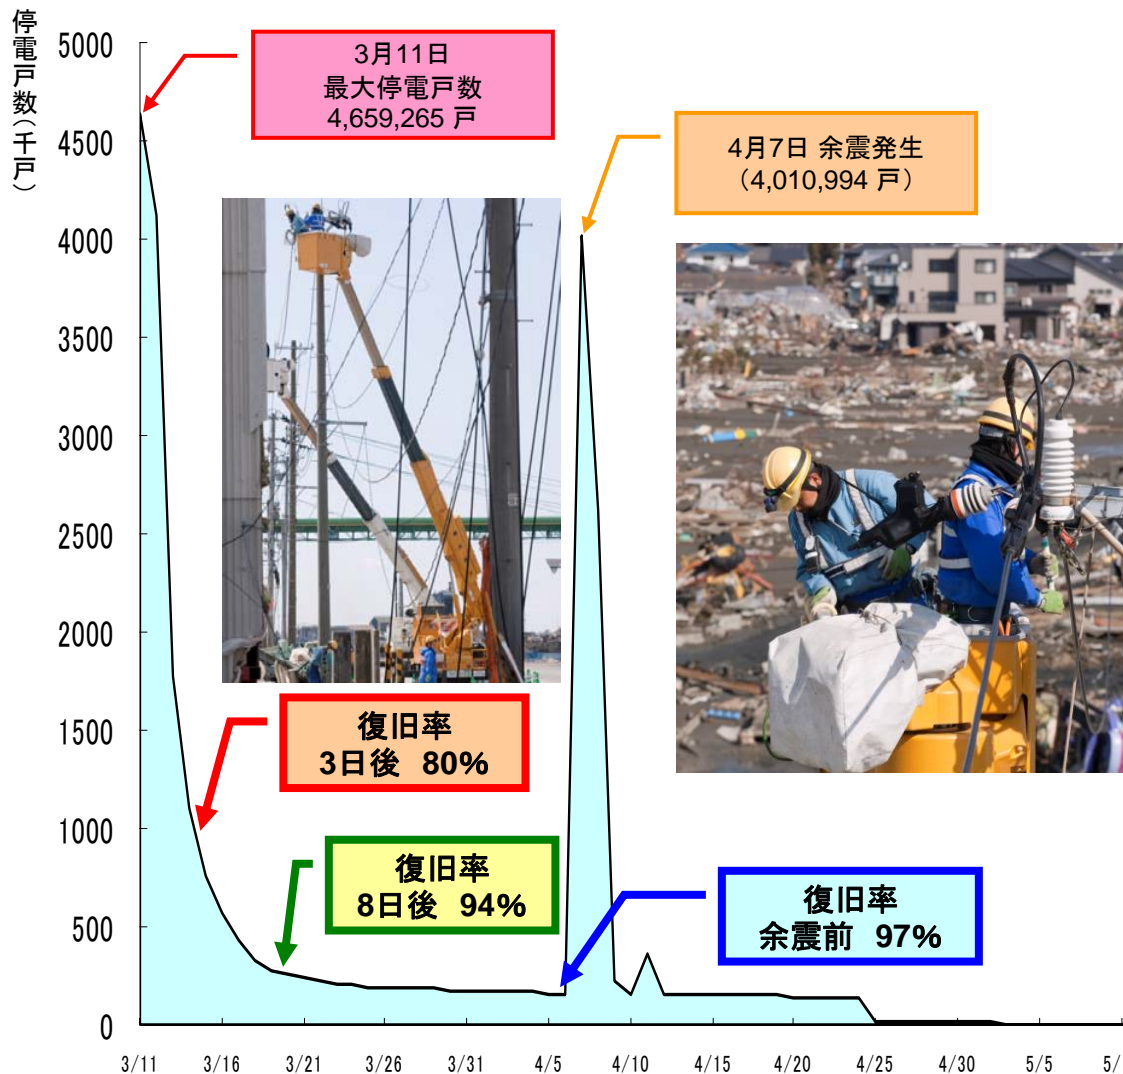 停電戸数(千戸)
5000
4500
4000
3500
3000
2500
2000
1500
1000
500
0
3月11日
最大停電戸数
4,659,265 戸
4月7日 余震発生
（4,010,994 戸）
復旧率
3日後 80%
復旧率
8日後 94%
復旧率
余震前 97%
3/11 3/16 3/21 3/26 3/31 4/5 4/10 4/15 4/20 4/25 4/30 5/5 5/